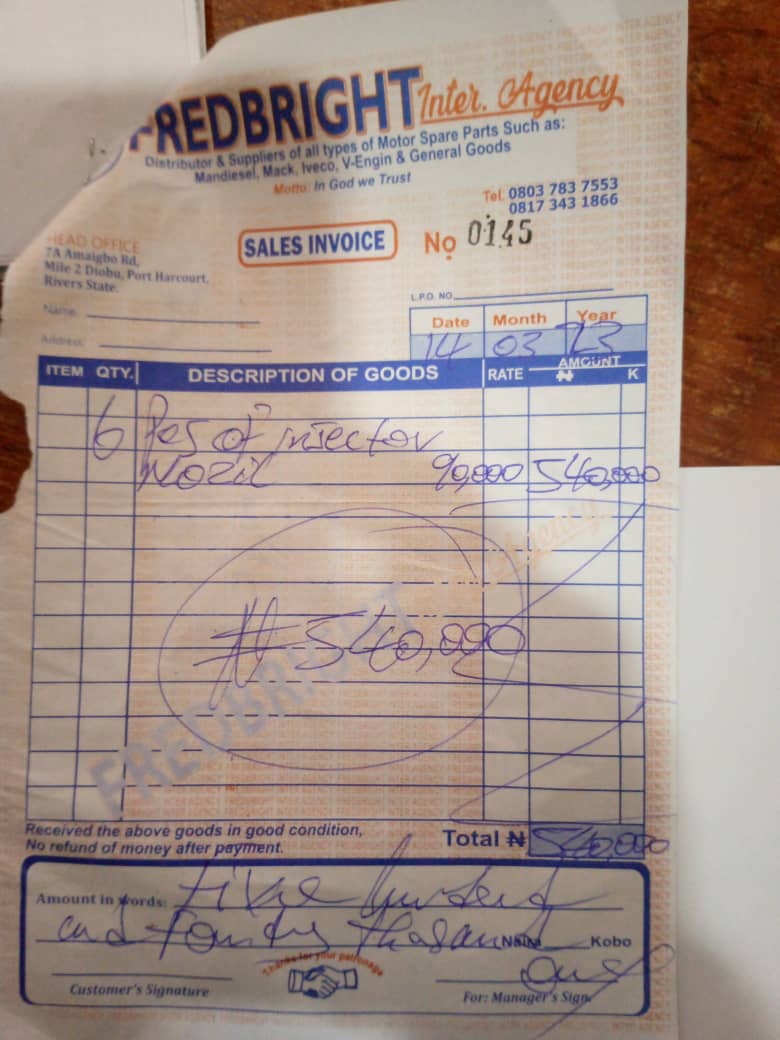 FREDBRIGHT Inter. Agency
Distributor & Suppliers of all types of Motor Spare Parts Such as:
Mandiesel, Mack, Iveco, V-Engin & General Goods
Motto: In God we Trust
Tel. 0803 783 7553
0817 343 1866
HEAD OFFICE
7A Amaigbo Rd,
Mile 2 Diobu, Port Harcourt,
Rivers State.
SALES INVOICE
Nọ 0145
L.P.O. NO.
Name
Address
Date Month Year
14 03 23
ITEM QTY. DESCRIPTION OF GOODS RATE AMOUNT
₦ K
6 Pcs of injector
Nozil 90,000 540,000
₦540,000
FREDBRIGHT Inter. Agency
Received the above goods in good condition,
No refund of money after payment.
Total ₦ 540,000
Amount in words: Five hundred
and Fourty Thosand Naira Kobo
Thanks for your patronage
Customer's Signature
For: Manager's Sign.